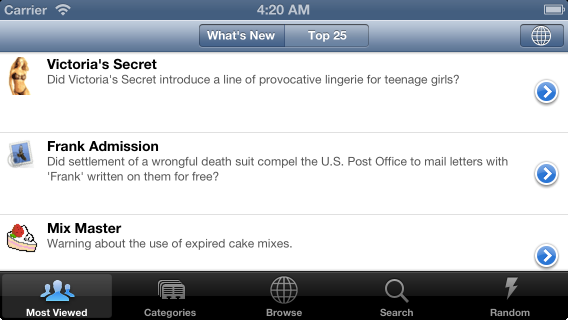 Carrier 4:20 AM
What's New Top 25
Victoria's Secret
Did Victoria's Secret introduce a line of provocative lingerie for teenage girls?
Frank Admission
Did settlement of a wrongful death suit compel the U.S. Post Office to mail letters with
'Frank' written on them for free?
Mix Master
Warning about the use of expired cake mixes.
Most Viewed Categories Browse Search Random